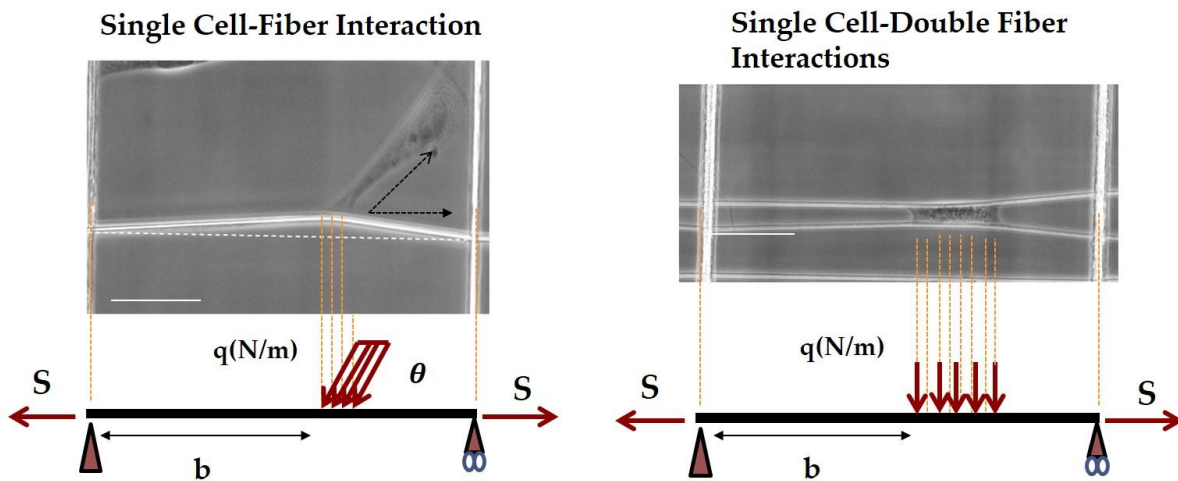 Single Cell-Fiber Interaction
Single Cell-Double Fiber
Interactions
q(N/m)
θ
S
S
b
q(N/m)
S
S
b